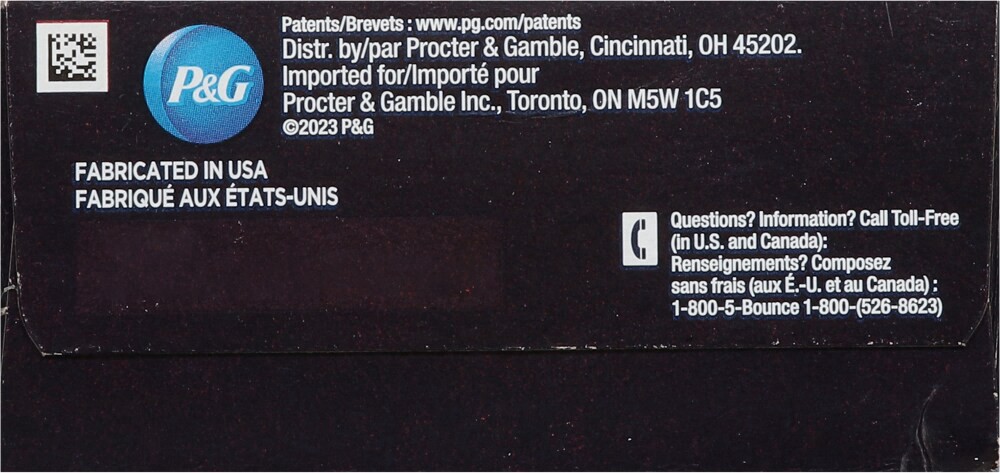 P&G
Patents/Brevets : www.pg.com/patents
Distr. by/par Procter & Gamble, Cincinnati, OH 45202.
Imported for/Importé pour
Procter & Gamble Inc., Toronto, ON M5W 1C5
©2023 P&G
FABRICATED IN USA
FABRIQUÉ AUX ÉTATS-UNIS
Questions? Information? Call Toll-Free
(in U.S. and Canada):
Renseignements? Composez
sans frais (aux É.-U. et au Canada) :
1-800-5-Bounce 1-800-(526-8623)